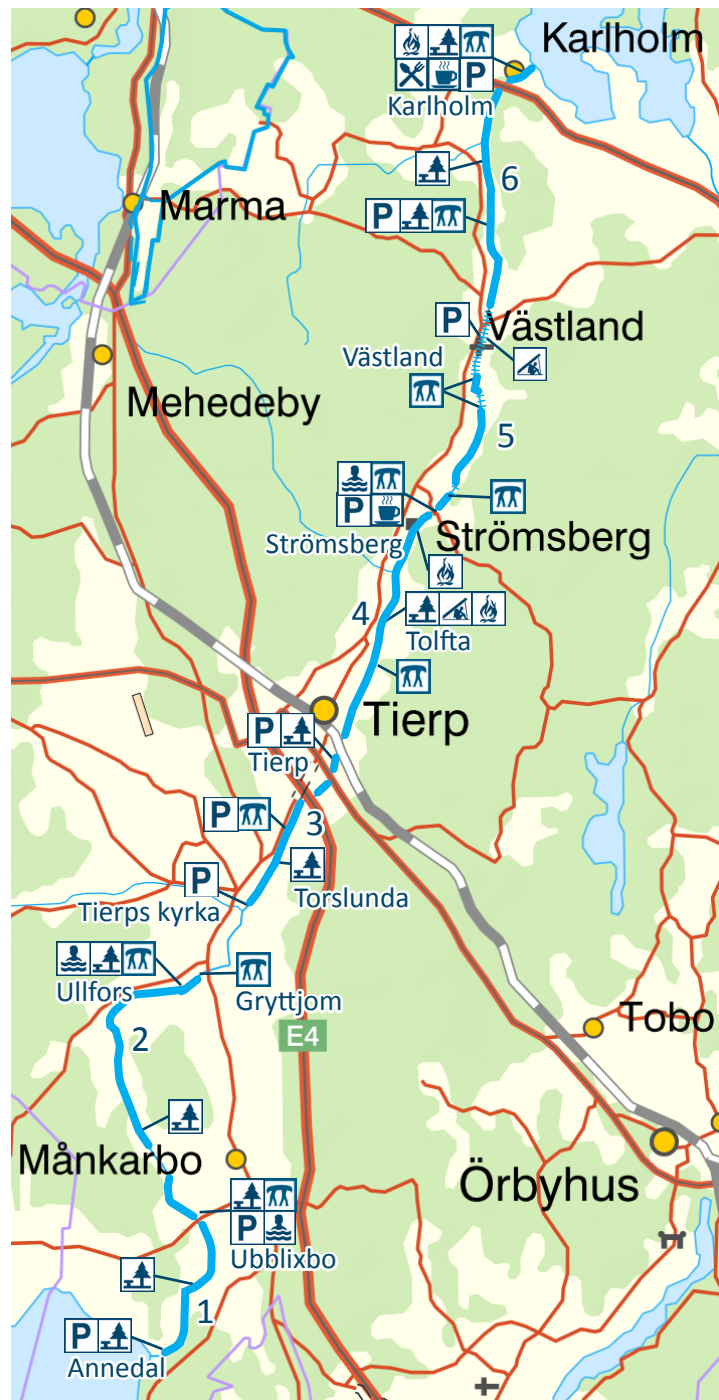 Karlholm
P
Karlholm
6
Marma
P
P
Västland
Västland
Mehedeby
5
P
Strömsberg
Strömsberg
4
Tolfta
Tierp
P
Tierp
P
3
P
Torslunda
Tierps kyrka
Ullfors
Gryttjom
2
E4
Tobo
Månkarbo
Örbyhus
P
Ubblixbo
1
P
Annedal